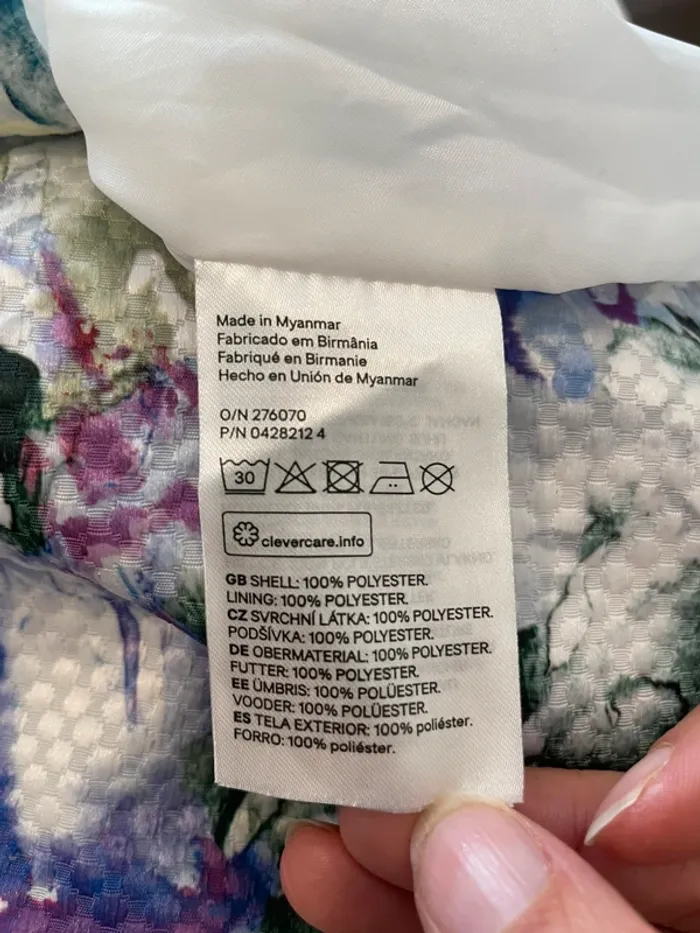 Made in Myanmar
Fabricado em Birmânia
Fabriqué en Birmanie
Hecho en Unión de Myanmar
O/N 276070
P/N 0428212 4
30
clevercare.info
GB SHELL: 100% POLYESTER.
LINING: 100% POLYESTER.
CZ SVRCHNÍ LÁTKA: 100% POLYESTER.
PODŠÍVKA: 100% POLYESTER.
DE OBERMATERIAL: 100% POLYESTER.
FUTTER: 100% POLYESTER.
EE ÜMBRIS: 100% POLÜESTER.
VOODER: 100% POLÜESTER.
ES TELA EXTERIOR: 100% poliéster.
FORRO: 100% poliéster.